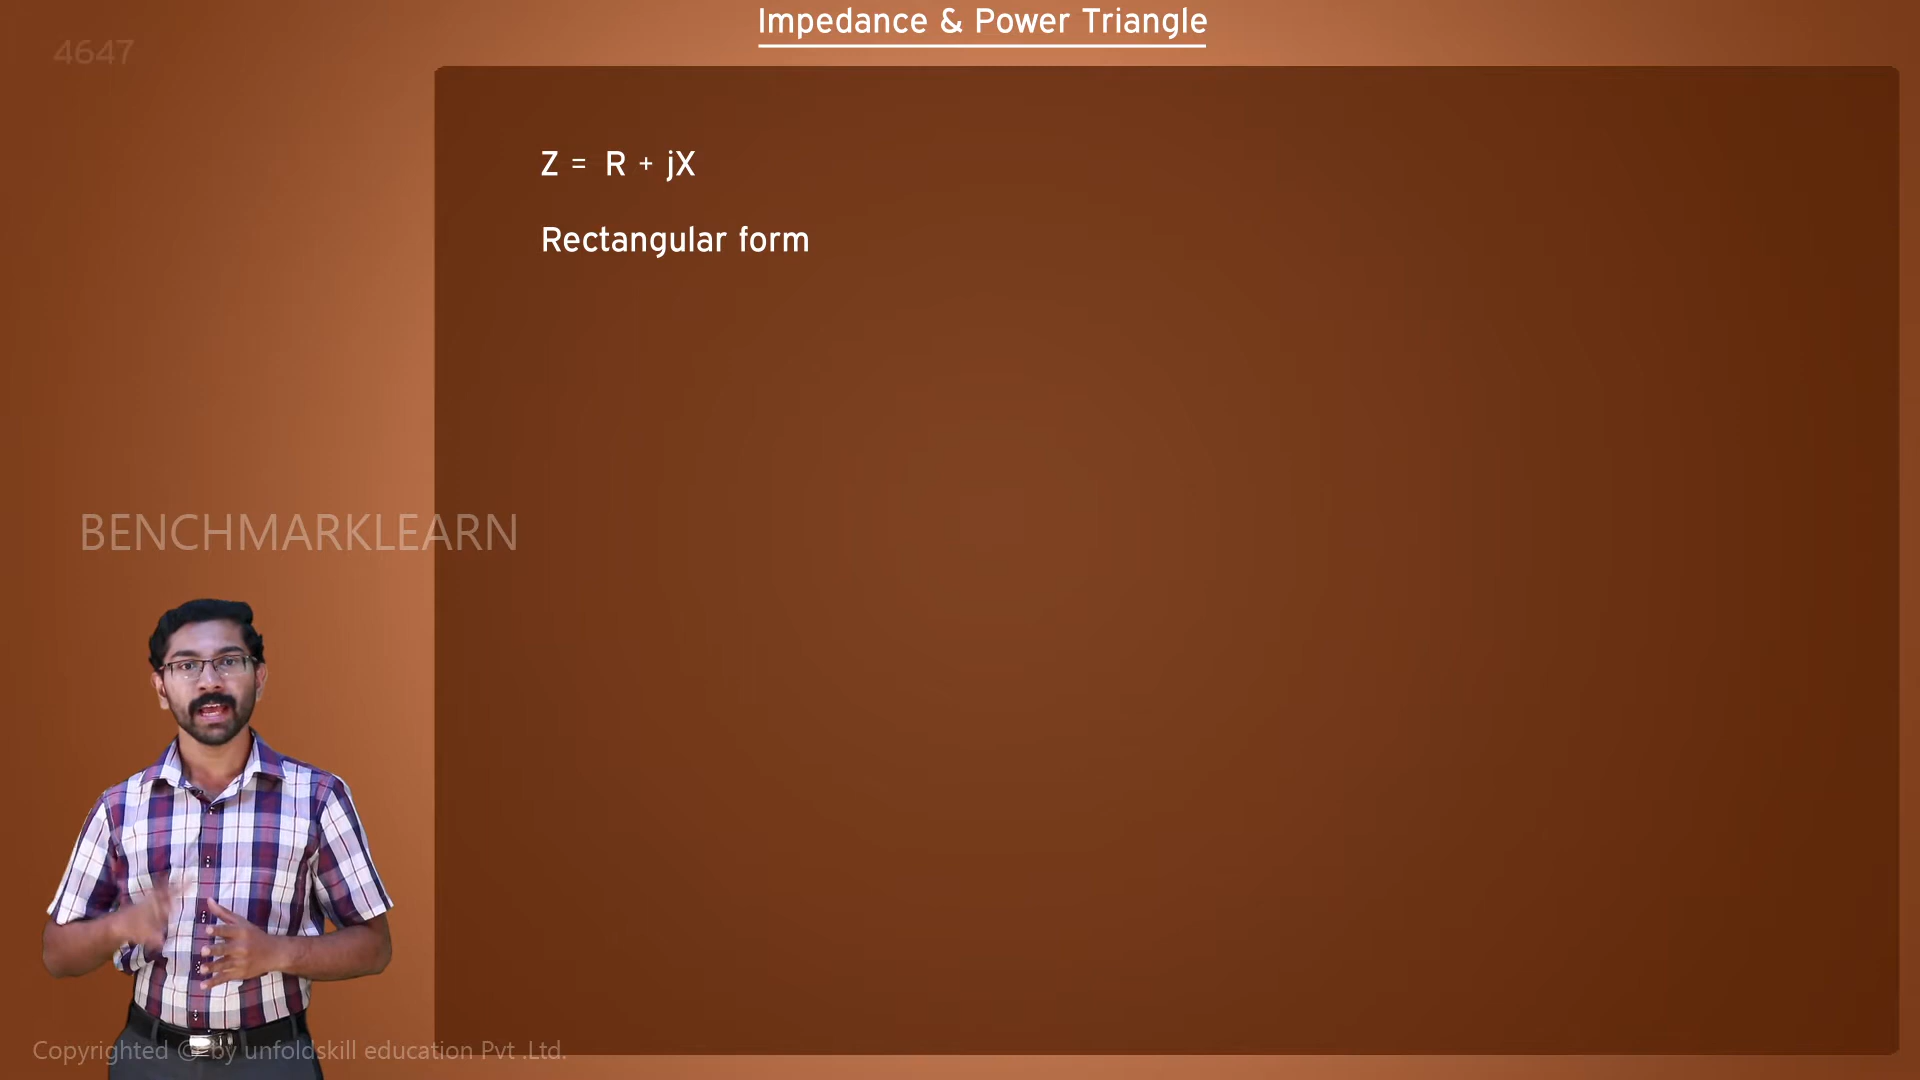 Impedance & Power Triangle
4647
Z = R + jX
Rectangular form
BENCHMARKLEARN
Copyrighted © by unfoldskill education Pvt .Ltd.